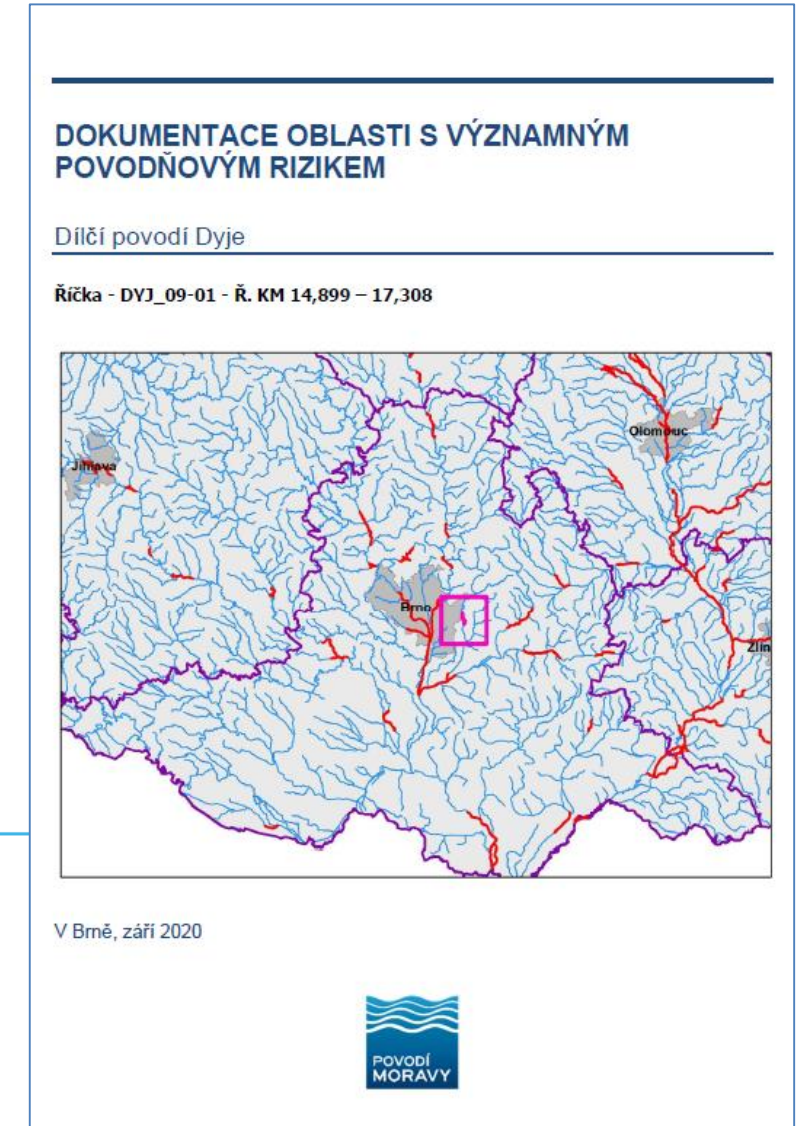 DOKUMENTACE OBLASTI S VÝZNAMNÝM
POVODŇOVÝM RIZIKEM
Dílčí povodí Dyje
Říčka - DYJ_09-01 - Ř. KM 14,899 – 17,308
Olomouc
Jihlava
Brno
Zlín
V Brně, září 2020
POVODÍ
MORAVY